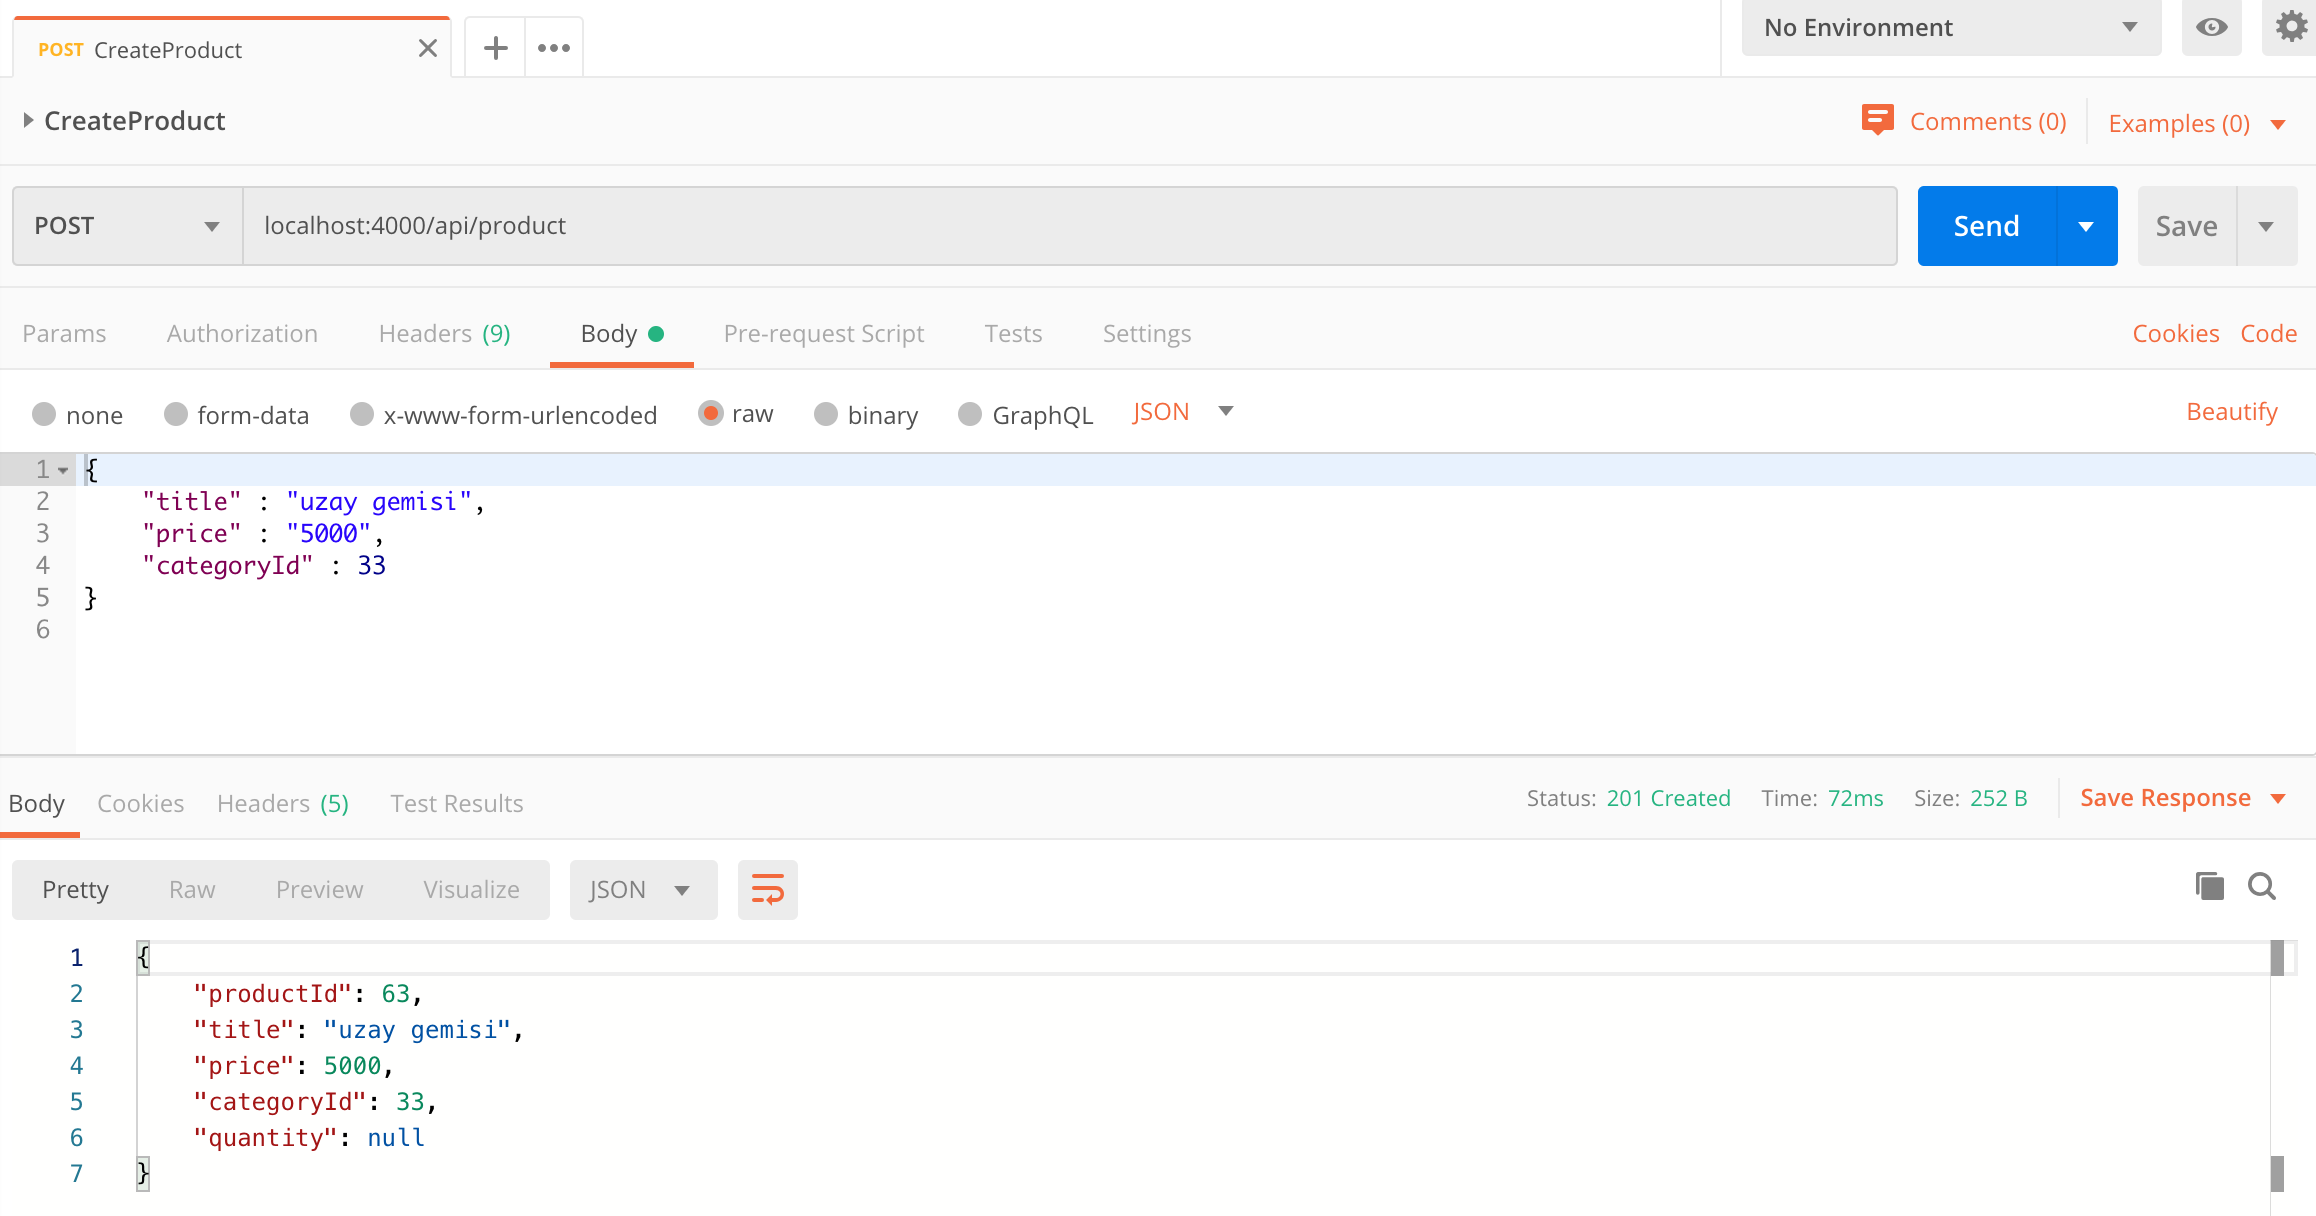 POST CreateProduct
No Environment
CreateProduct
Comments (0) Examples (0)
POST localhost:4000/api/product Send Save
Params Authorization Headers (9) Body Pre-request Script Tests Settings Cookies Code
none form-data x-www-form-urlencoded raw binary GraphQL JSON Beautify
1 {
2 "title" : "uzay gemisi",
3 "price" : "5000",
4 "categoryId" : 33
5 }
6
Body Cookies Headers (5) Test Results Status: 201 Created Time: 72ms Size: 252 B Save Response
Pretty Raw Preview Visualize JSON
1 {
2 "productId": 63,
3 "title": "uzay gemisi",
4 "price": 5000,
5 "categoryId": 33,
6 "quantity": null
7 }